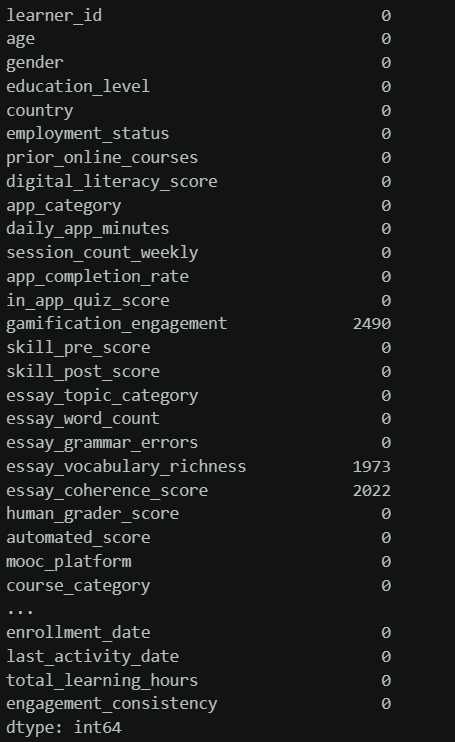 learner_id 0
age 0
gender 0
education_level 0
country 0
employment_status 0
prior_online_courses 0
digital_literacy_score 0
app_category 0
daily_app_minutes 0
session_count_weekly 0
app_completion_rate 0
in_app_quiz_score 0
gamification_engagement 2490
skill_pre_score 0
skill_post_score 0
essay_topic_category 0
essay_word_count 0
essay_grammar_errors 0
essay_vocabulary_richness 1973
essay_coherence_score 2022
human_grader_score 0
automated_score 0
mooc_platform 0
course_category 0
...
enrollment_date 0
last_activity_date 0
total_learning_hours 0
engagement_consistency 0
dtype: int64